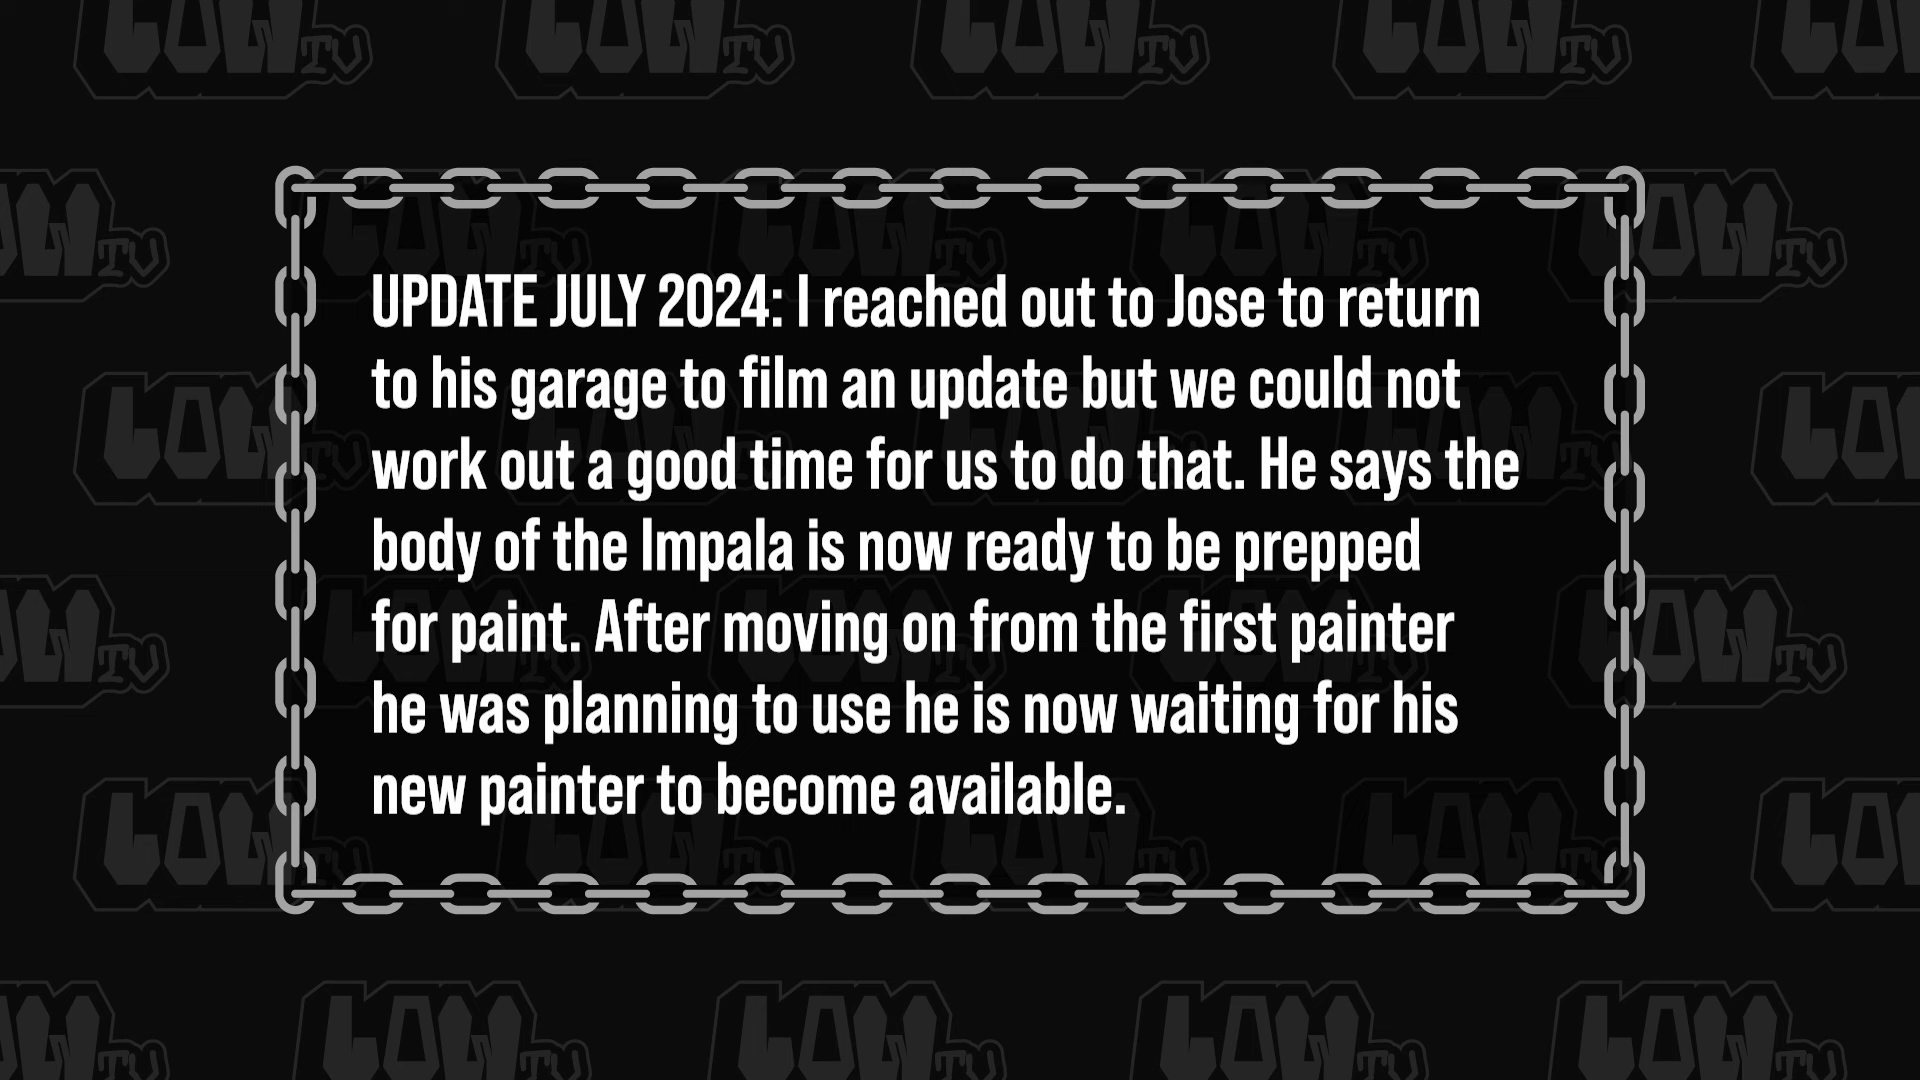 UPDATE JULY 2024: I reached out to Jose to return
to his garage to film an update but we could not
work out a good time for us to do that. He says the
body of the Impala is now ready to be prepped
for paint. After moving on from the first painter
he was planning to use he is now waiting for his
new painter to become available.